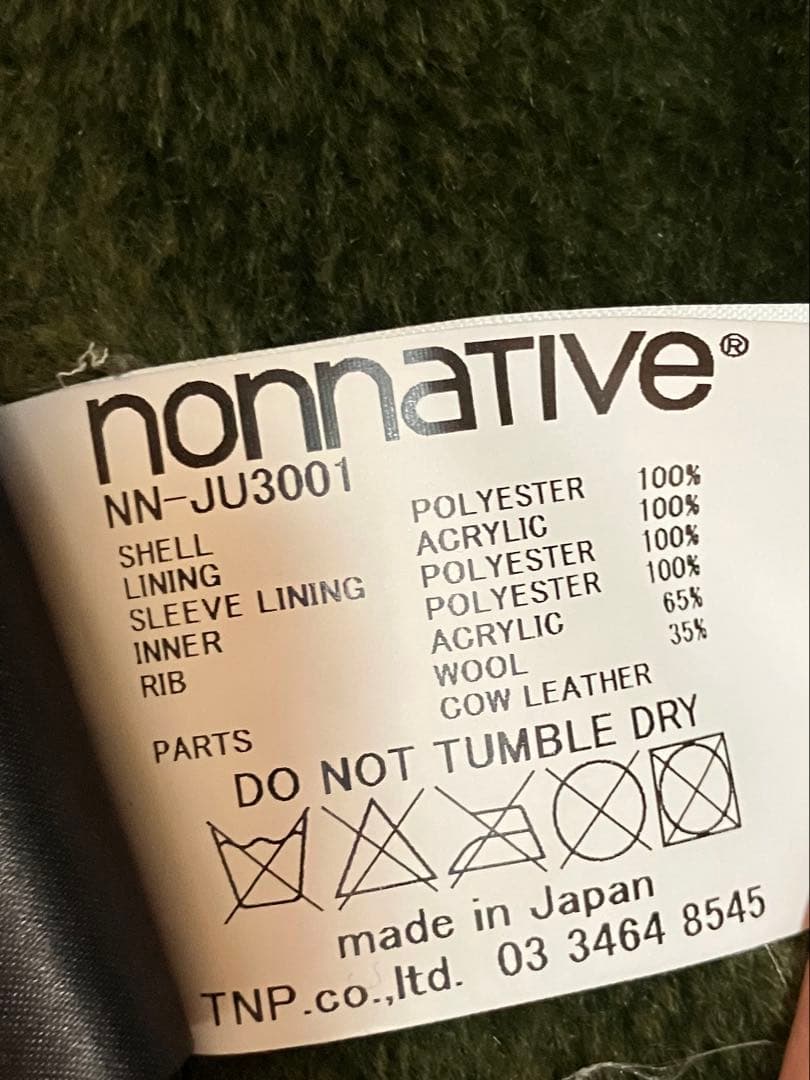 nonnative®
NN-JU3001
SHELL POLYESTER 100%
LINING ACRYLIC 100%
SLEEVE LINING POLYESTER 100%
INNER POLYESTER 100%
RIB ACRYLIC 65%
WOOL 35%
PARTS COW LEATHER
DO NOT TUMBLE DRY
made in Japan
TNP.co.,ltd. 03 3464 8545